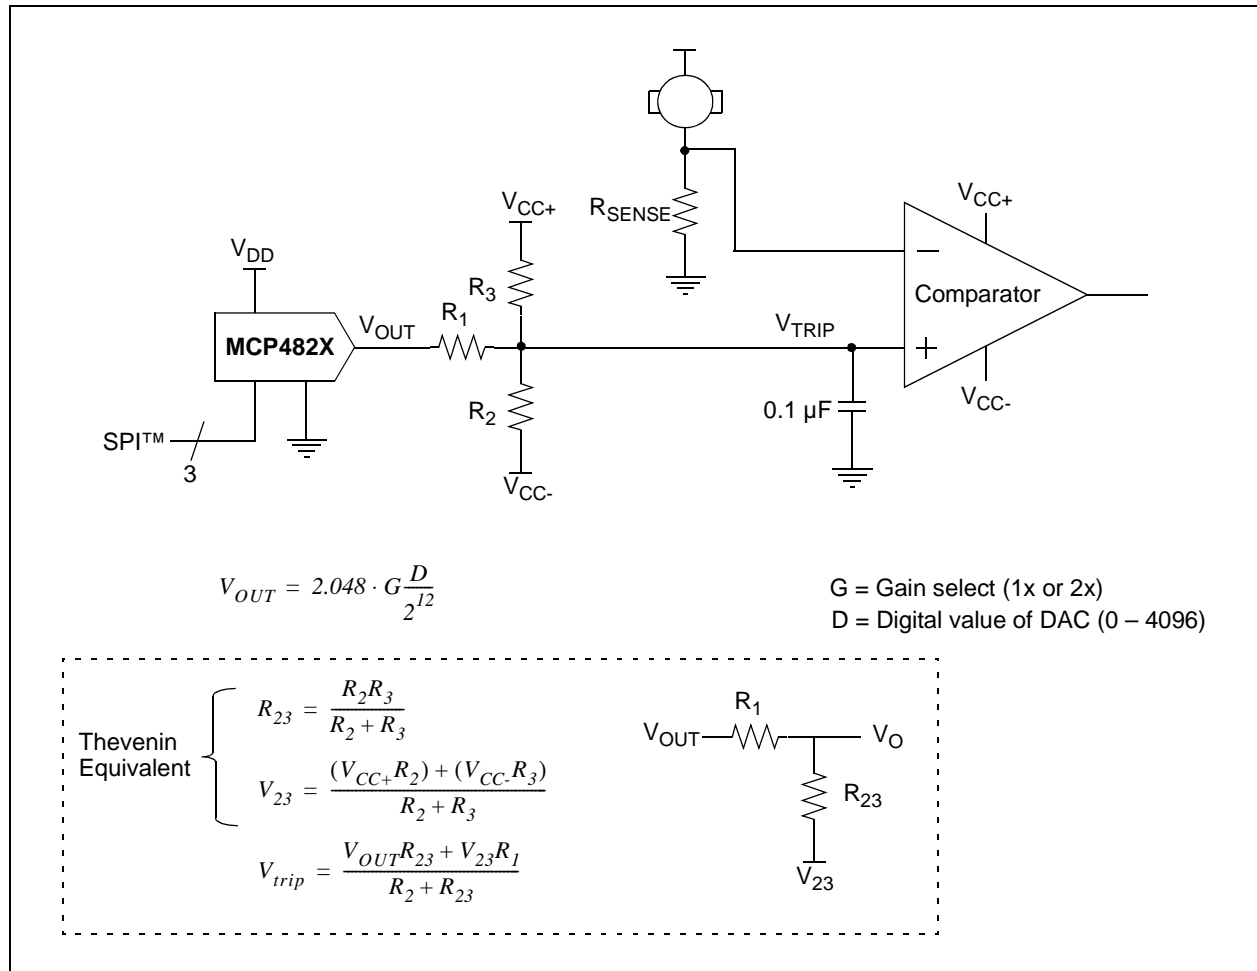 V_CC+
R_SENSE
V_CC+
V_DD
R_3
Comparator
R_1
V_OUT
V_TRIP
MCP482X
−
+
R_2
0.1 µF
V_CC-
SPI™
3
V_CC-
V_OUT = 2.048 · G D/2^12
G = Gain select (1x or 2x)
D = Digital value of DAC (0 – 4096)
Thevenin
Equivalent
R_23 = R_2R_3/(R_2 + R_3)
V_23 = ((V_CC+R_2) + (V_CC-R_3))/(R_2 + R_3)
V_trip = (V_OUTR_23 + V_23R_1)/(R_2 + R_23)
R_1
V_OUT
V_O
R_23
V_23